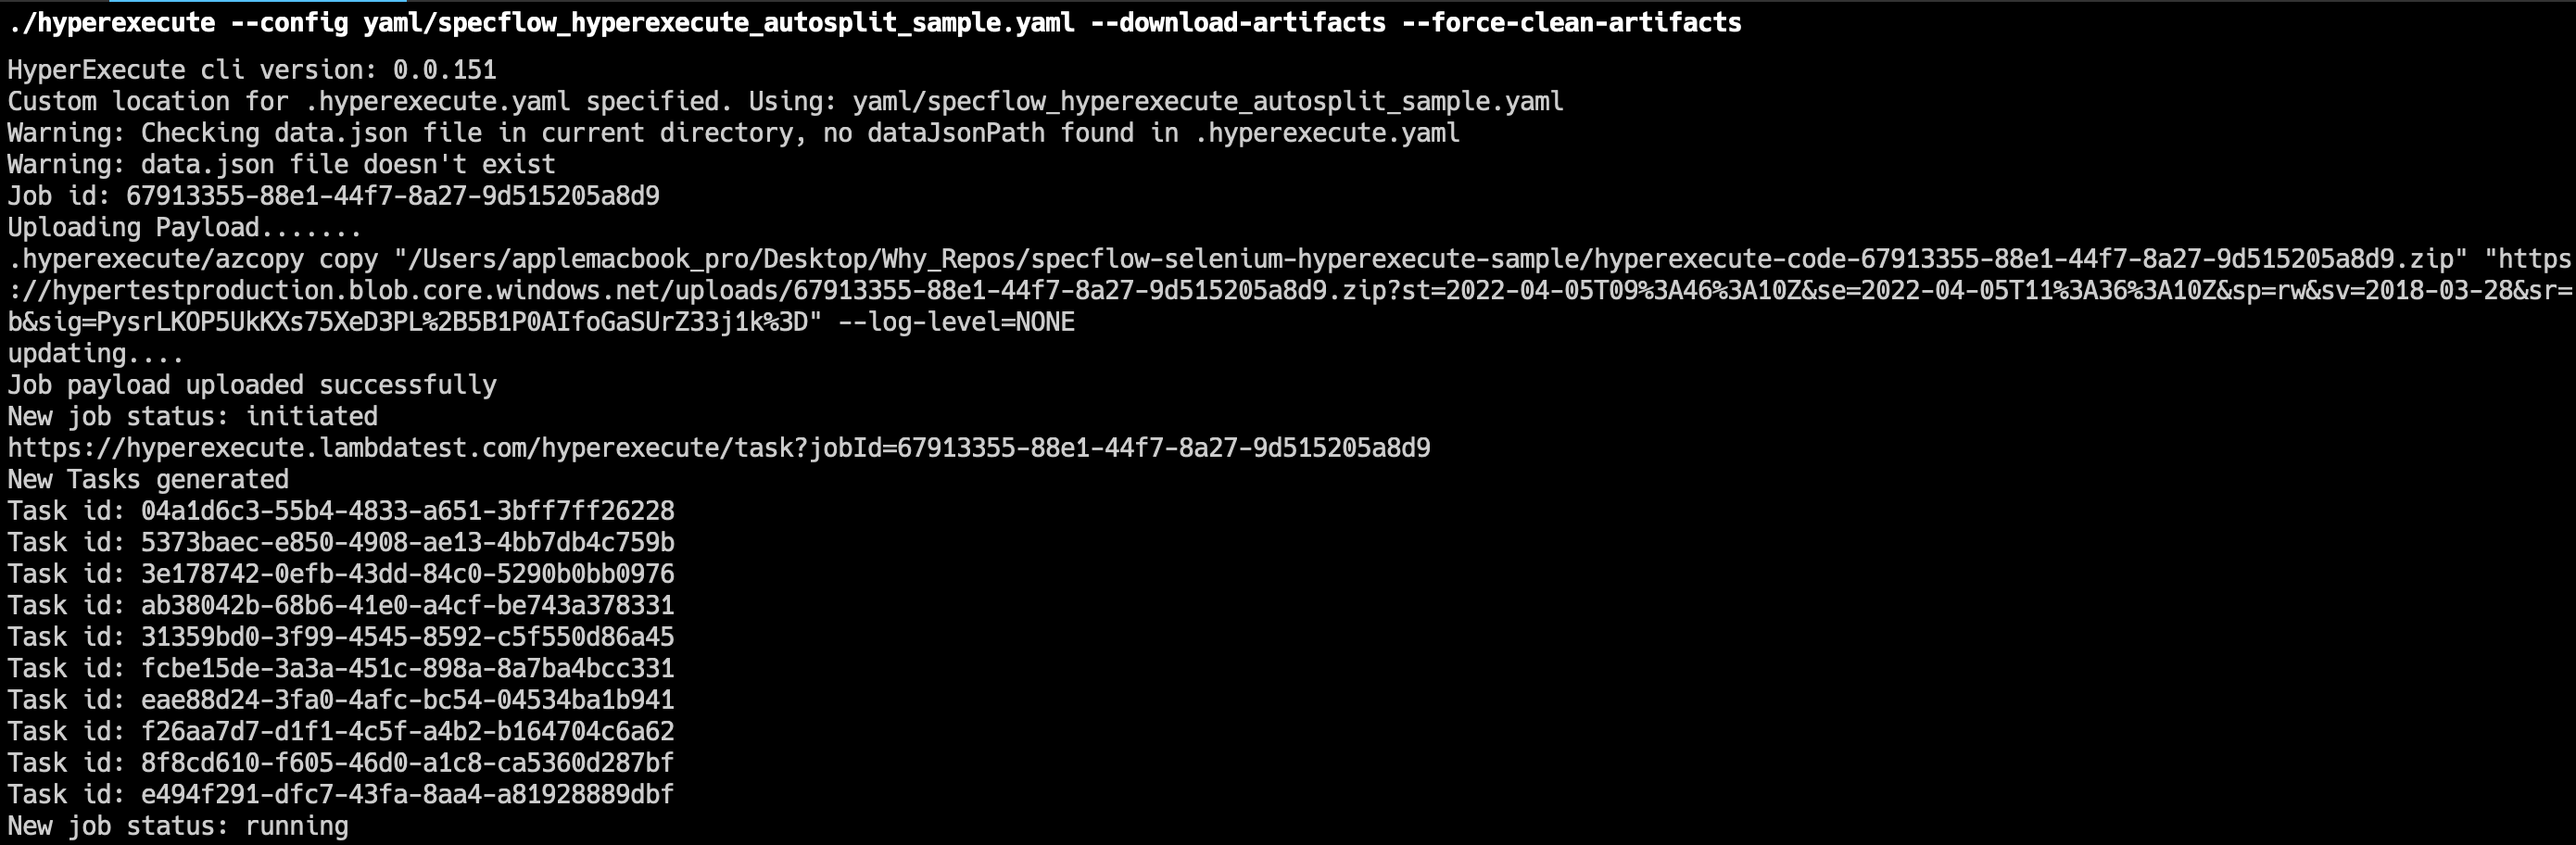 ./hyperexecute --config yaml/specflow_hyperexecute_autosplit_sample.yaml --download-artifacts --force-clean-artifacts
HyperExecute cli version: 0.0.151
Custom location for .hyperexecute.yaml specified. Using: yaml/specflow_hyperexecute_autosplit_sample.yaml
Warning: Checking data.json file in current directory, no dataJsonPath found in .hyperexecute.yaml
Warning: data.json file doesn't exist
Job id: 67913355-88e1-44f7-8a27-9d515205a8d9
Uploading Payload.......
.hyperexecute/azcopy copy "/Users/applemacbook_pro/Desktop/Why_Repos/specflow-selenium-hyperexecute-sample/hyperexecute-code-67913355-88e1-44f7-8a27-9d515205a8d9.zip" "https
://hypertestproduction.blob.core.windows.net/uploads/67913355-88e1-44f7-8a27-9d515205a8d9.zip?st=2022-04-05T09%3A46%3A10Z&se=2022-04-05T11%3A36%3A10Z&sp=rw&sv=2018-03-28&sr=
b&sig=PysrLKOP5UkKXs75XeD3PL%2B5B1P0AIfoGaSUrZ33j1k%3D" --log-level=NONE
updating....
Job payload uploaded successfully
New job status: initiated
https://hyperexecute.lambdatest.com/hyperexecute/task?jobId=67913355-88e1-44f7-8a27-9d515205a8d9
New Tasks generated
Task id: 04a1d6c3-55b4-4833-a651-3bff7ff26228
Task id: 5373baec-e850-4908-ae13-4bb7db4c759b
Task id: 3e178742-0efb-43dd-84c0-5290b0bb0976
Task id: ab38042b-68b6-41e0-a4cf-be743a378331
Task id: 31359bd0-3f99-4545-8592-c5f550d86a45
Task id: fcbe15de-3a3a-451c-898a-8a7ba4bcc331
Task id: eae88d24-3fa0-4afc-bc54-04534ba1b941
Task id: f26aa7d7-d1f1-4c5f-a4b2-b164704c6a62
Task id: 8f8cd610-f605-46d0-a1c8-ca5360d287bf
Task id: e494f291-dfc7-43fa-8aa4-a81928889dbf
New job status: running